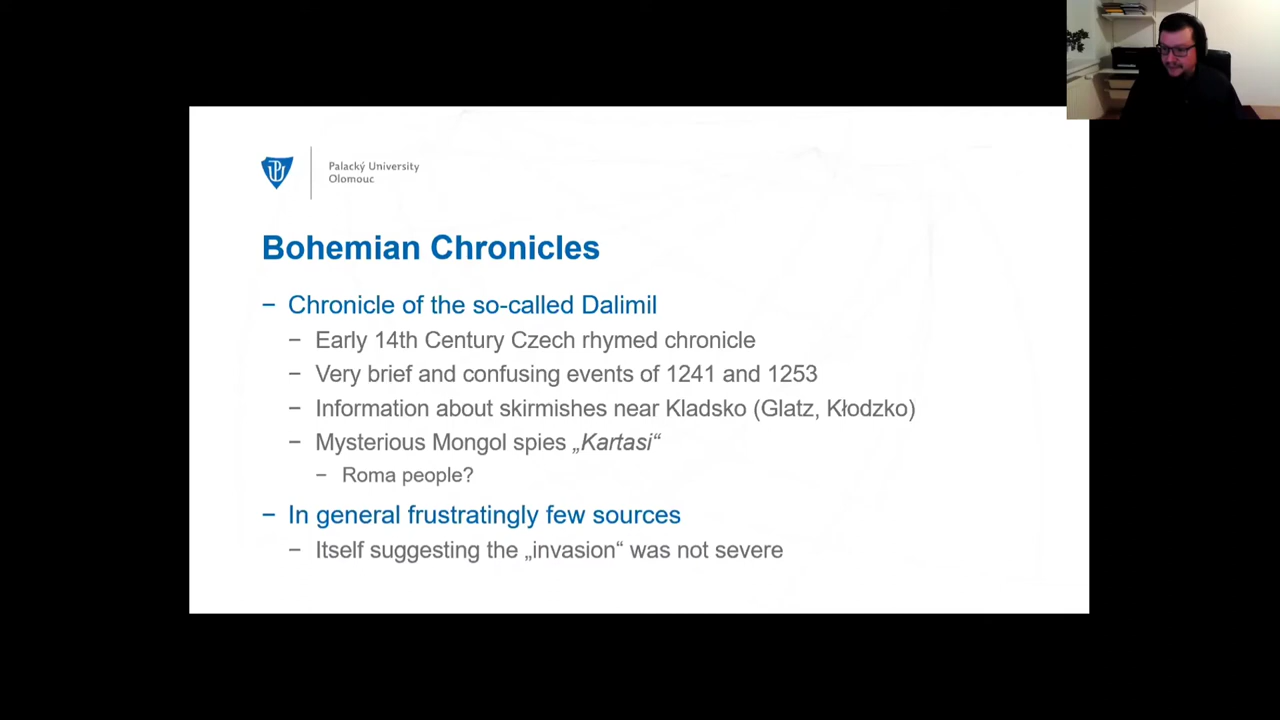 Palacký University
Olomouc
Bohemian Chronicles
− Chronicle of the so-called Dalimil
− Early 14th Century Czech rhymed chronicle
− Very brief and confusing events of 1241 and 1253
− Information about skirmishes near Kladsko (Glatz, Kłodzko)
− Mysterious Mongol spies „Kartasi“
− Roma people?
− In general frustratingly few sources
− Itself suggesting the „invasion“ was not severe